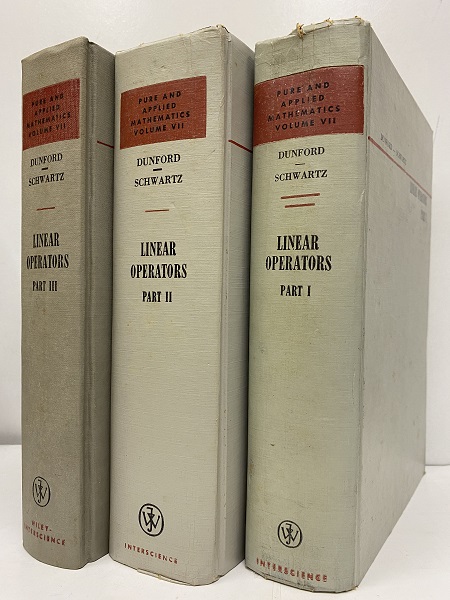 PURE AND
APPLIED
MATHEMATICS
VOLUME VII
DUNFORD
SCHWARTZ
LINEAR
OPERATORS
PART III
WILEY-
INTERSCIENCE
PURE AND
APPLIED
MATHEMATICS
VOLUME VII
DUNFORD
SCHWARTZ
LINEAR
OPERATORS
PART II
INTERSCIENCE
PURE AND
APPLIED
MATHEMATICS
VOLUME VII
DUNFORD
SCHWARTZ
LINEAR
OPERATORS
PART I
INTERSCIENCE